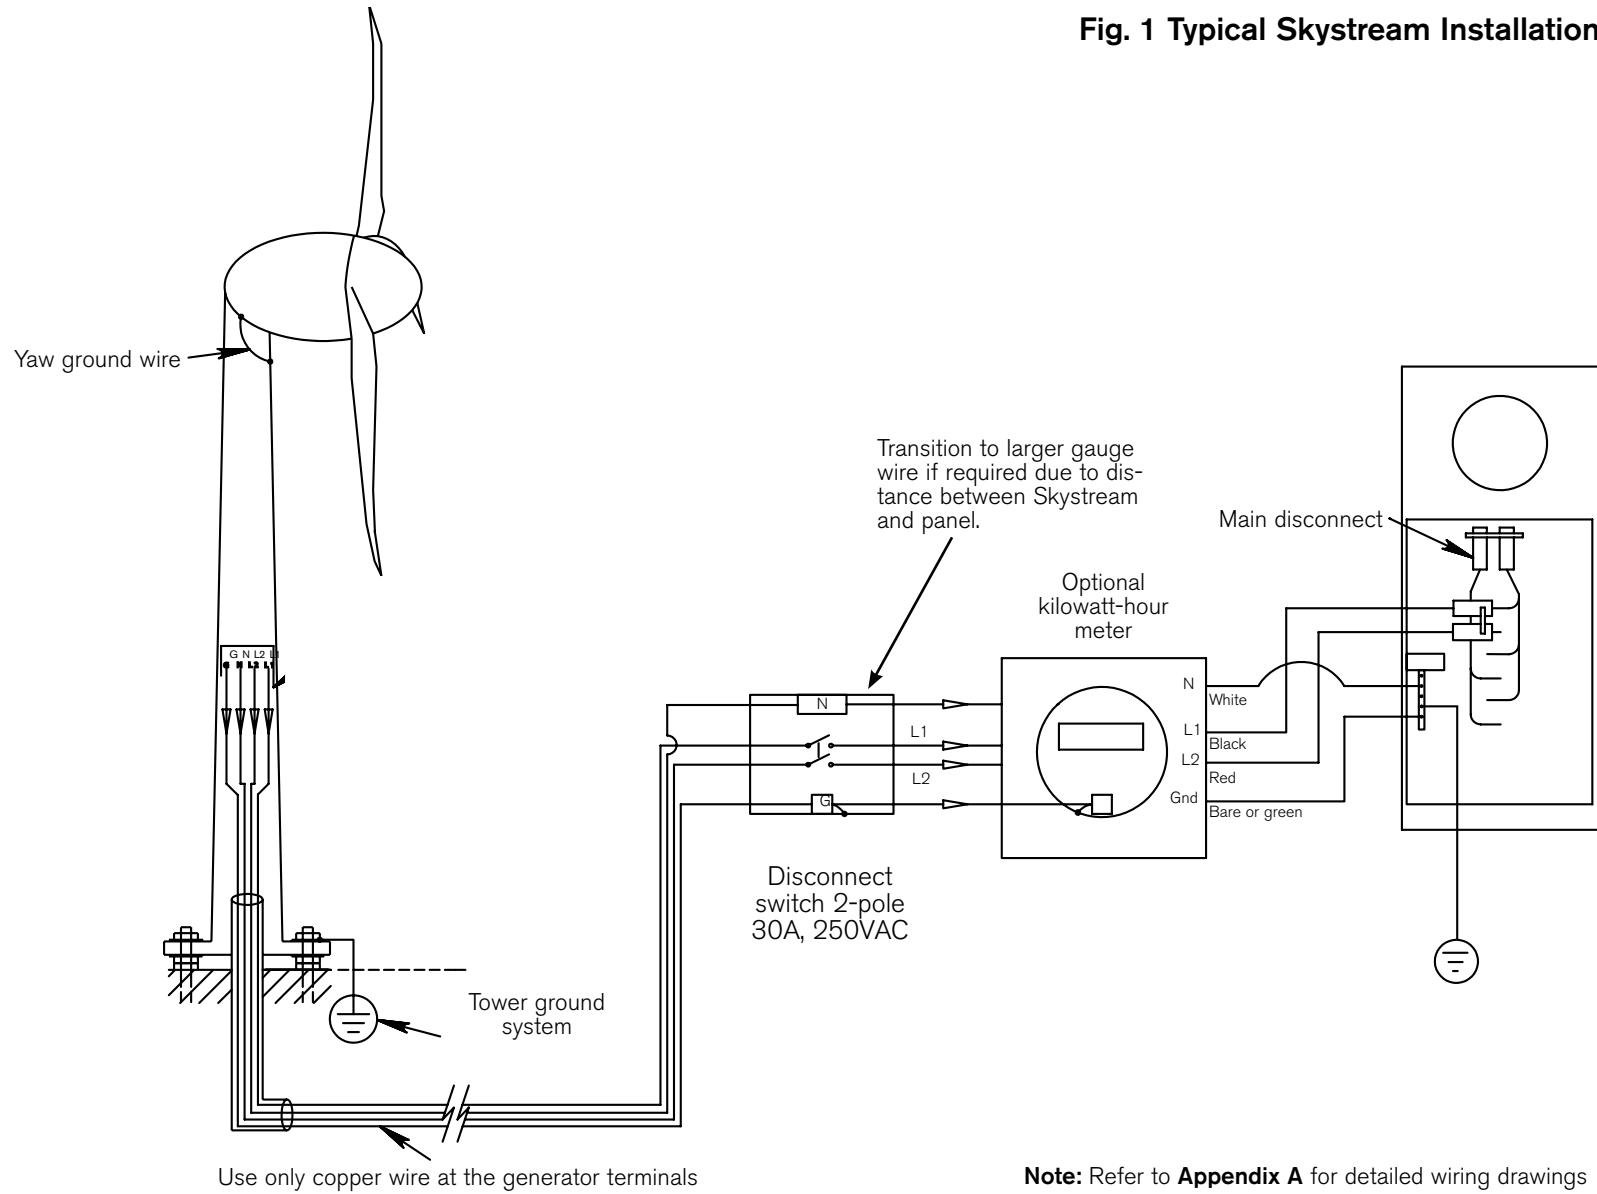 Fig. 1 Typical Skystream Installation
Yaw ground wire
Transition to larger gauge
wire if required due to dis-
tance between Skystream
and panel.
Main disconnect
Optional
kilowatt-hour
meter
G N L2 L1
G N L2 L1
N
L1
L2
G
N
White
L1
Black
L2
Red
Gnd
Bare or green
Disconnect
switch 2-pole
30A, 250VAC
Tower ground
system
Use only copper wire at the generator terminals
Note: Refer to Appendix A for detailed wiring drawings